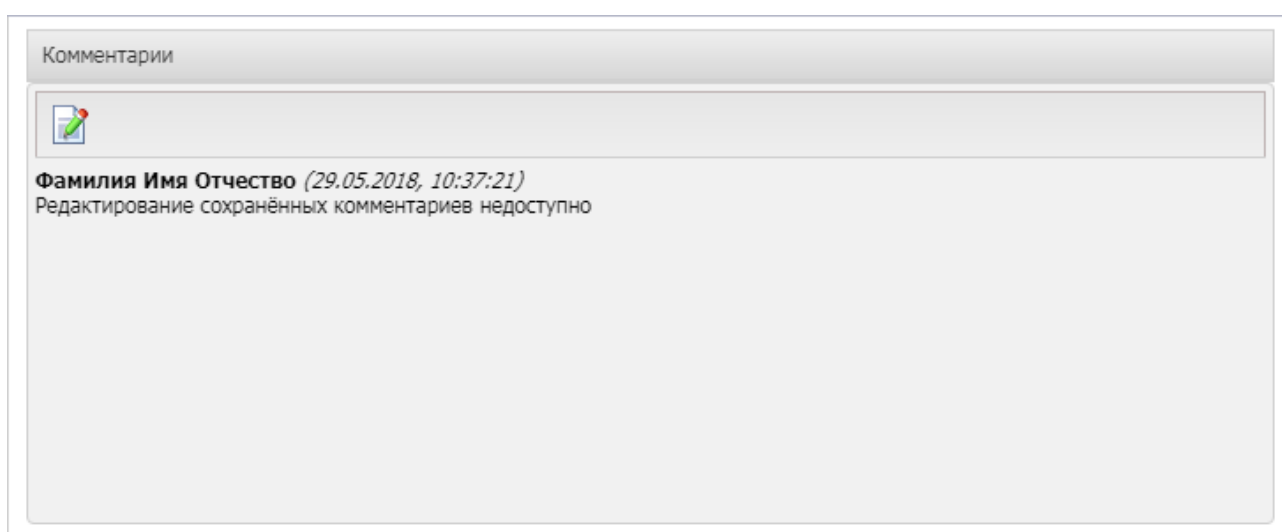 Комментарии
Фамилия Имя Отчество (29.05.2018, 10:37:21)
Редактирование сохранённых комментариев недоступно